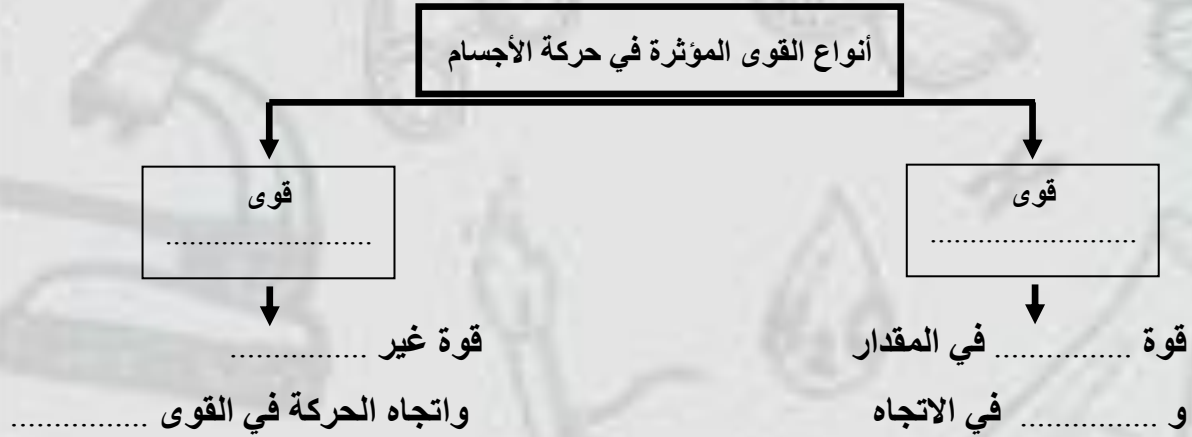 أنواع القوى المؤثرة في حركة الأجسام
قوى
..........................
قوى
..........................
قوة ............... في المقدار
و ............... في الاتجاه
قوة غير ...............
واتجاه الحركة في القوى ...............